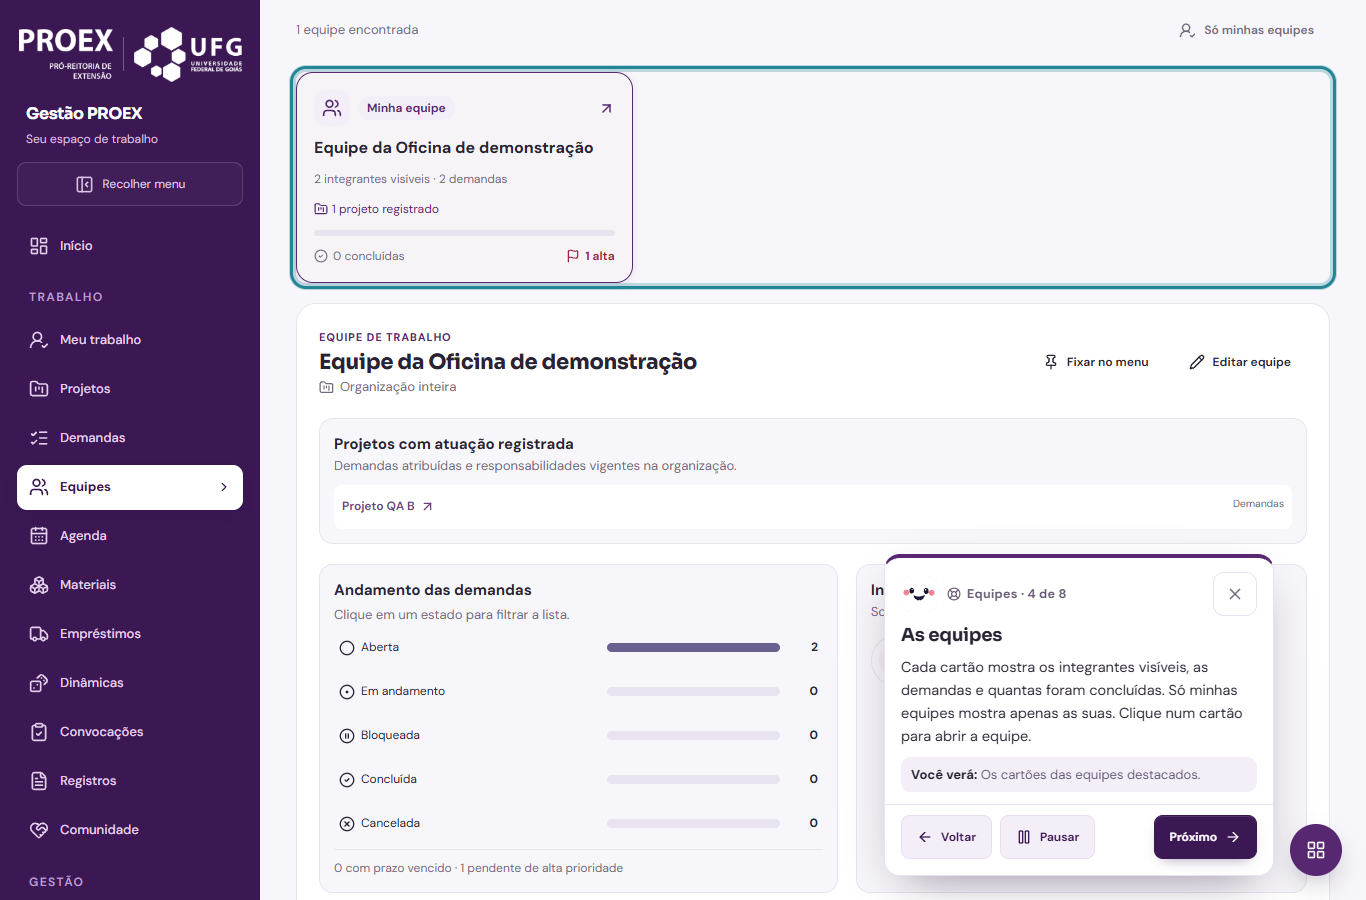 PROEX
PRÓ-REITORIA DE
EXTENSÃO
UFG
UNIVERSIDADE
FEDERAL DE GOIÁS
Gestão PROEX
Seu espaço de trabalho
Recolher menu
Início
TRABALHO
Meu trabalho
Projetos
Demandas
Equipes
Agenda
Materiais
Empréstimos
Dinâmicas
Convocações
Registros
Comunidade
GESTÃO
1 equipe encontrada
Só minhas equipes
Minha equipe
Equipe da Oficina de demonstração
2 integrantes visíveis · 2 demandas
1 projeto registrado
0 concluídas
1 alta
EQUIPE DE TRABALHO
Equipe da Oficina de demonstração
Organização inteira
Fixar no menu
Editar equipe
Projetos com atuação registrada
Demandas atribuídas e responsabilidades vigentes na organização.
Projeto QA B
Demandas
Andamento das demandas
Clique em um estado para filtrar a lista.
Aberta 2
Em andamento 0
Bloqueada 0
Concluída 0
Cancelada 0
0 com prazo vencido · 1 pendente de alta prioridade
Equipes · 4 de 8
As equipes
Cada cartão mostra os integrantes visíveis, as
demandas e quantas foram concluídas. Só minhas
equipes mostra apenas as suas. Clique num cartão
para abrir a equipe.
Você verá: Os cartões das equipes destacados.
Voltar
Pausar
Próximo